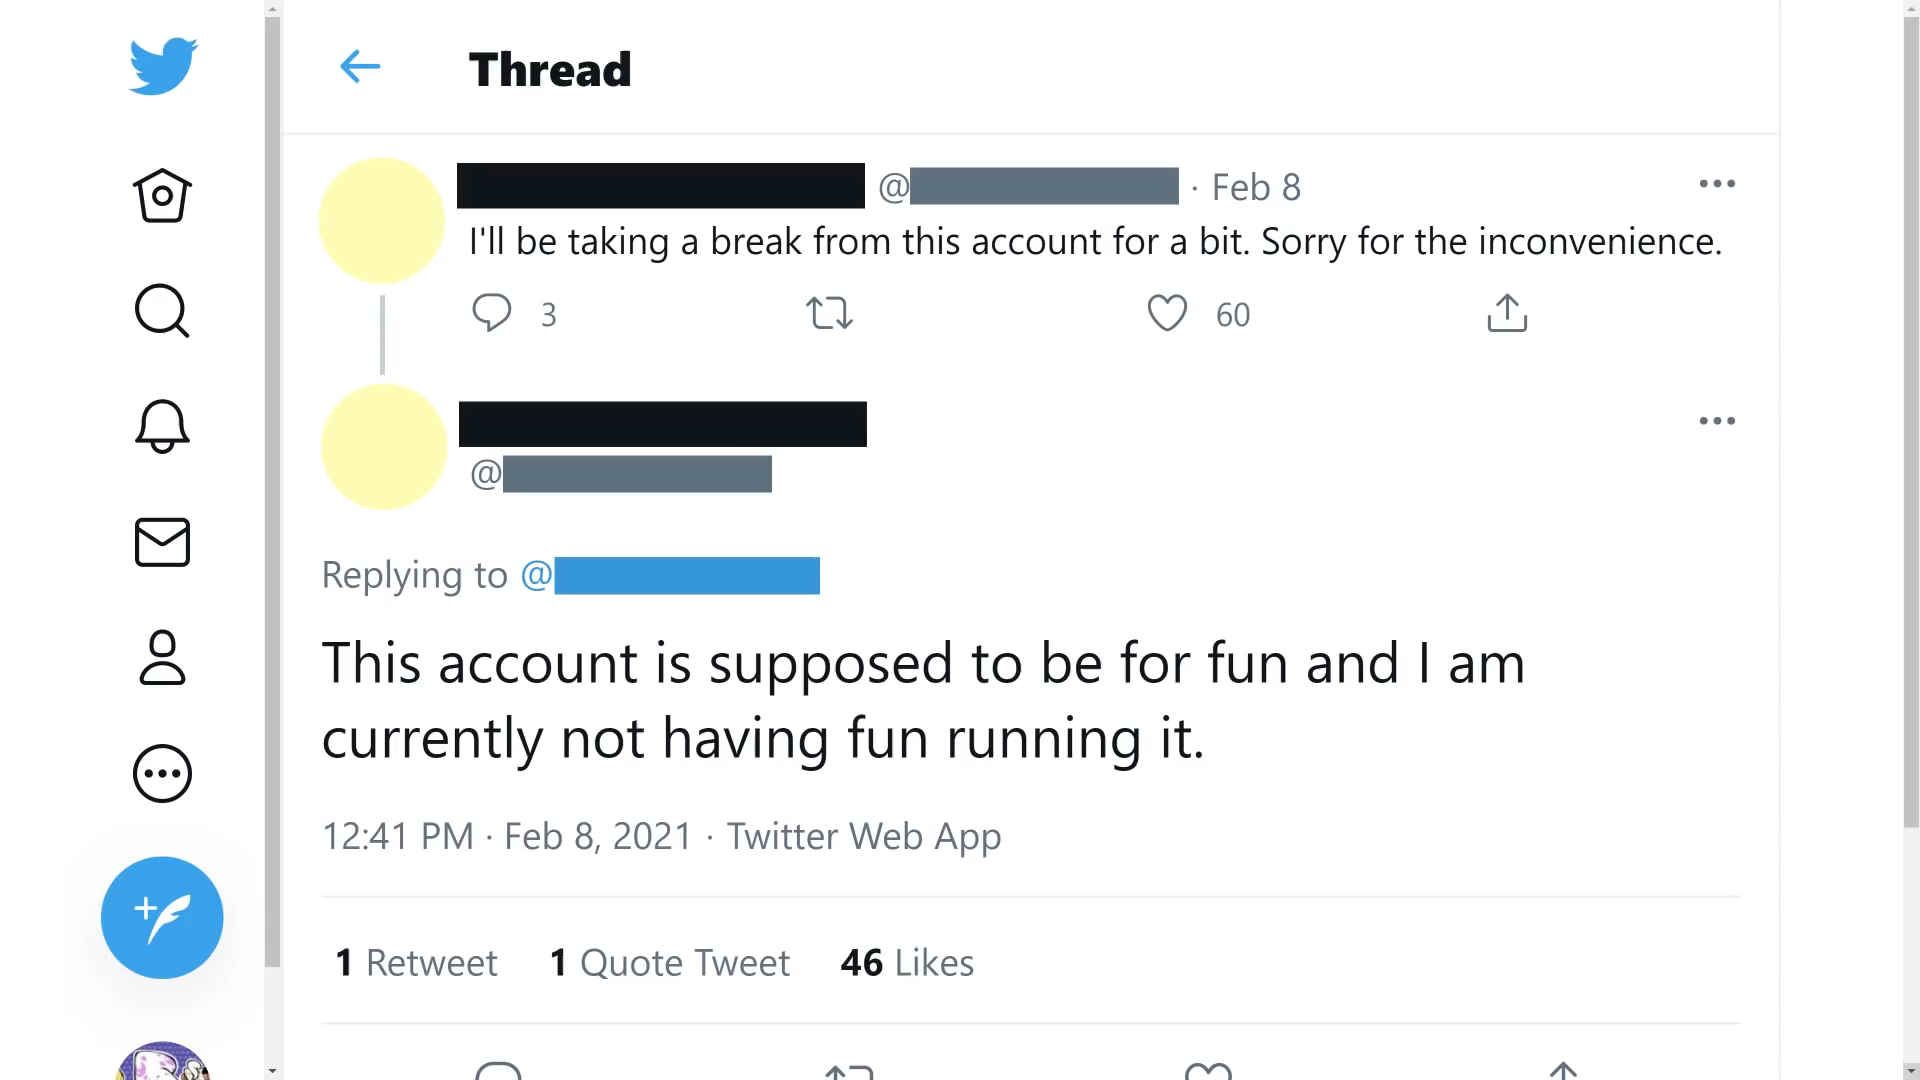 Thread
@ · Feb 8
I'll be taking a break from this account for a bit. Sorry for the inconvenience.
3 60
@
Replying to @
This account is supposed to be for fun and I am
currently not having fun running it.
12:41 PM · Feb 8, 2021 · Twitter Web App
1 Retweet 1 Quote Tweet 46 Likes